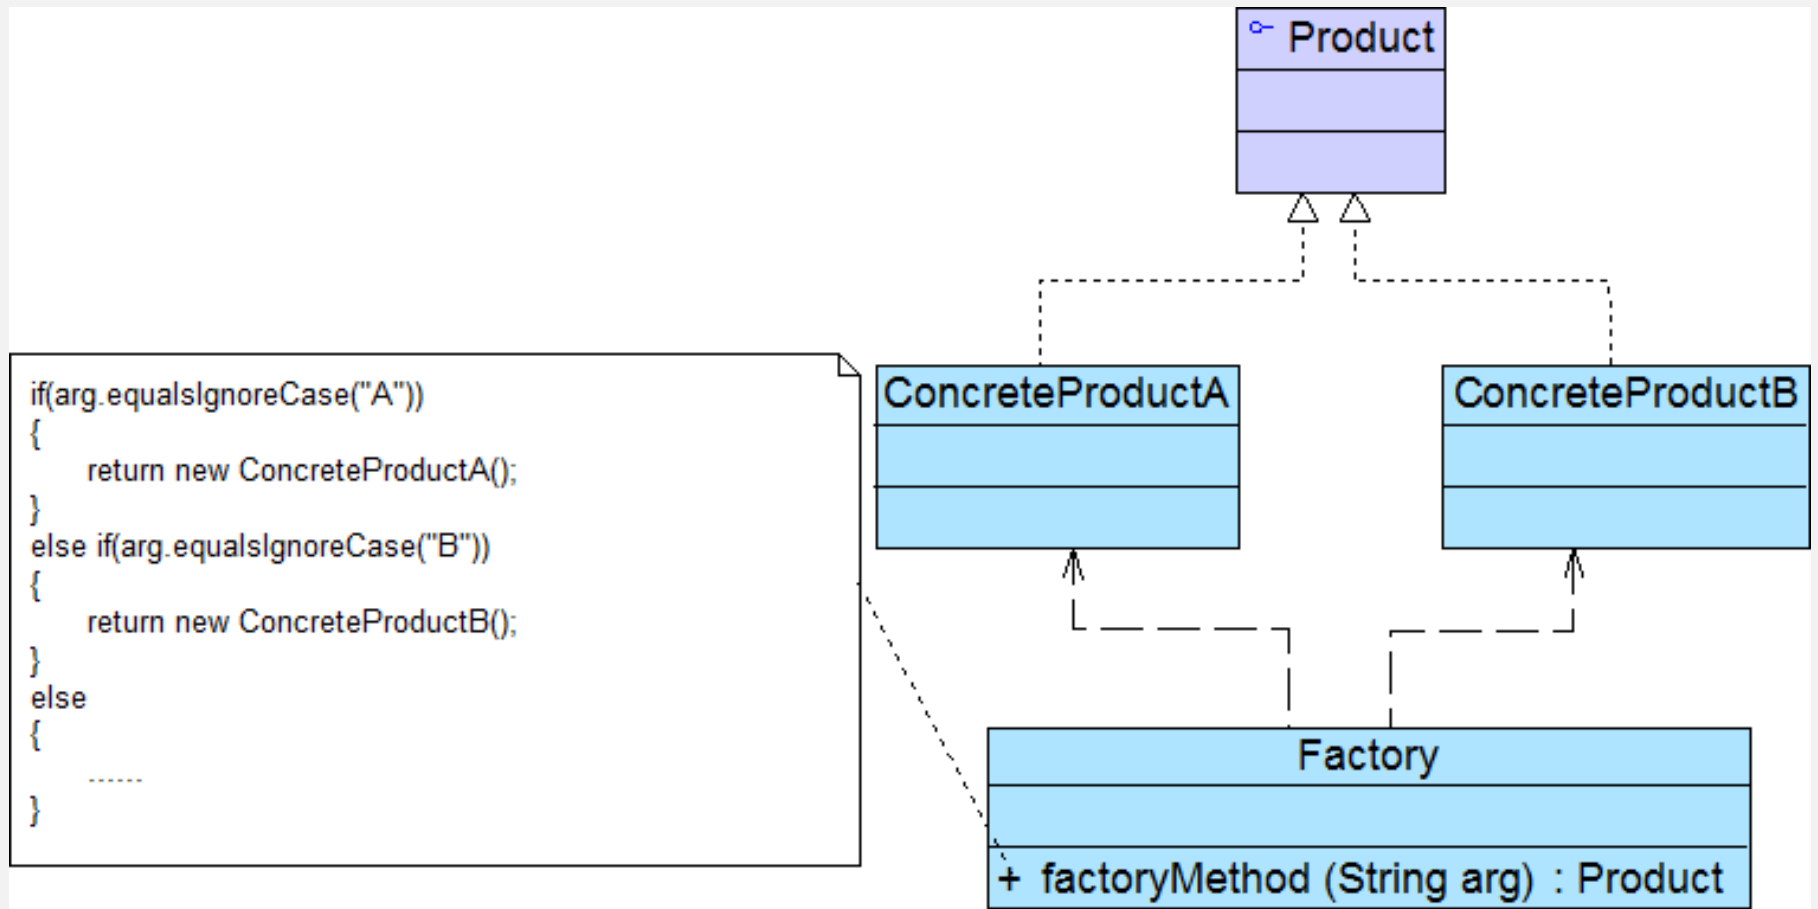 Product
ConcreteProductA
ConcreteProductB
if(arg.equalsIgnoreCase("A"))
{
return new ConcreteProductA();
}
else if(arg.equalsIgnoreCase("B"))
{
return new ConcreteProductB();
}
else
{
......
}
Factory
+ factoryMethod (String arg) : Product